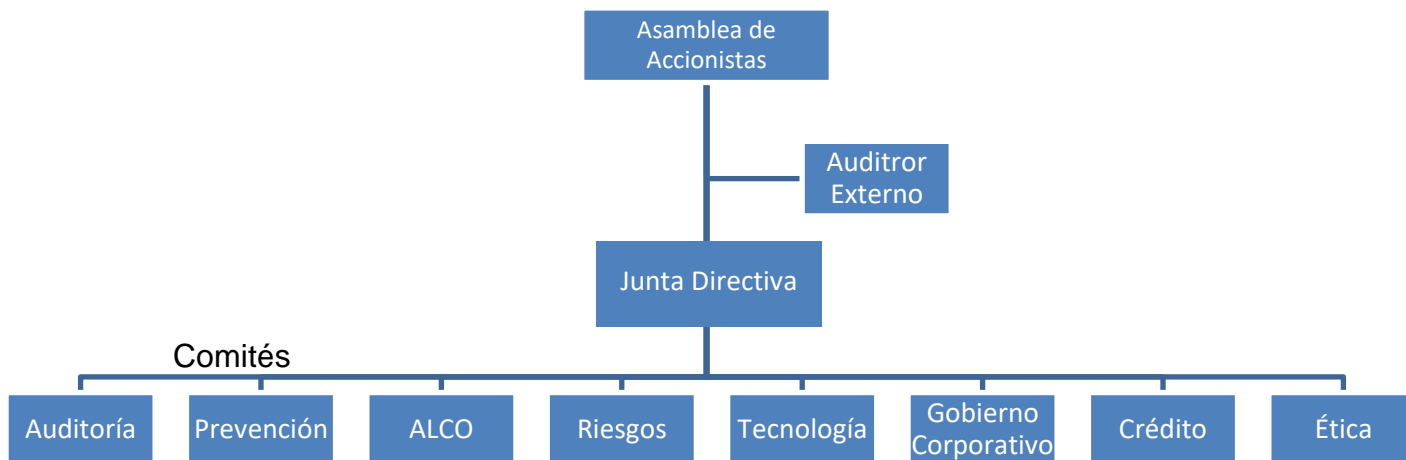 Asamblea de
Accionistas
Auditror
Externo
Junta Directiva
Comités
Auditoría
Prevención
ALCO
Riesgos
Tecnología
Gobierno
Corporativo
Crédito
Ética